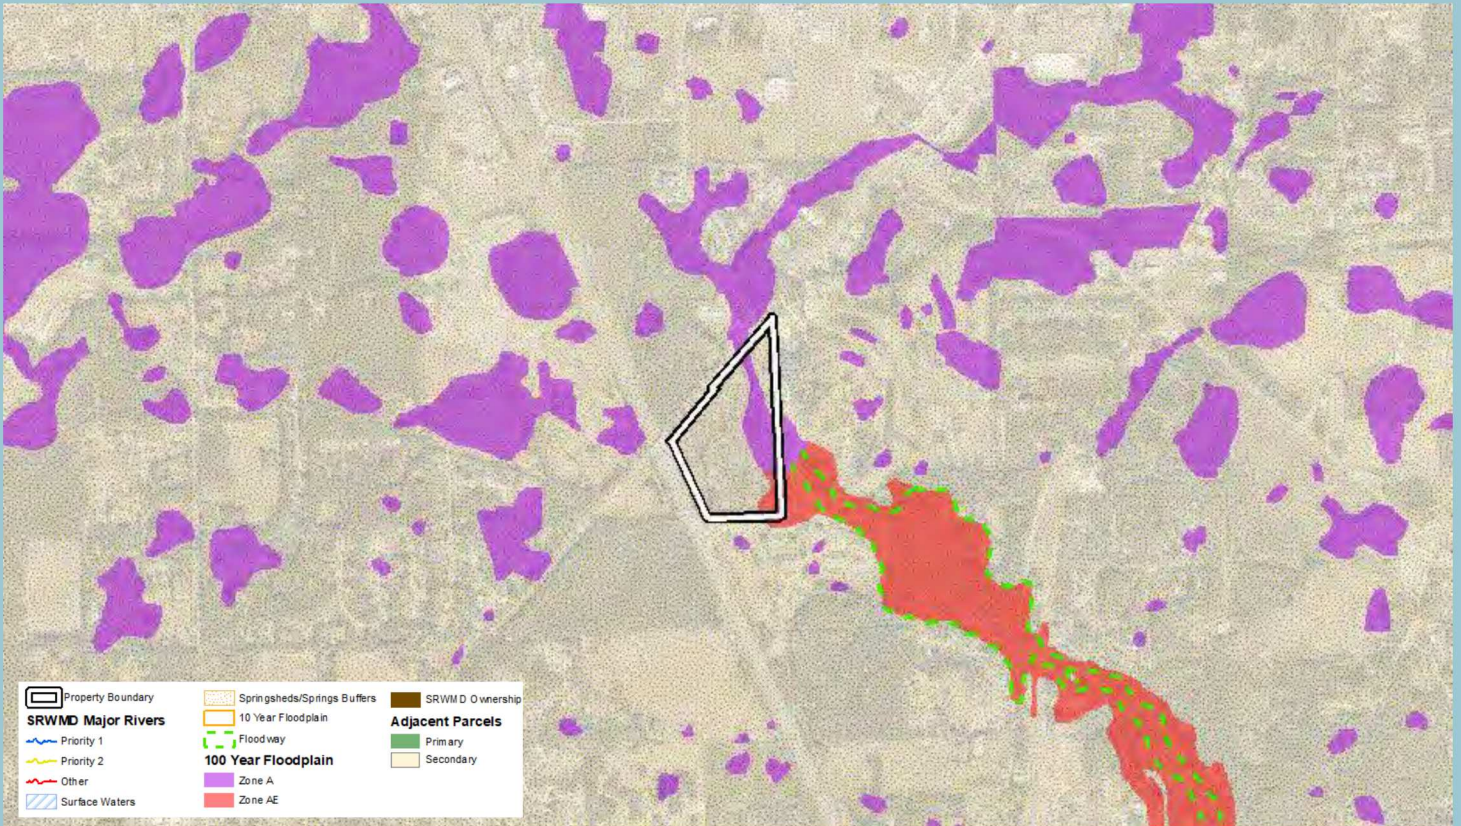 Property Boundary
SRWMD Major Rivers
Priority 1
Priority 2
Other
Surface Waters
Springsheds/Springs Buffers
10 Year Floodplain
Floodway
100 Year Floodplain
Zone A
Zone AE
SRWMD Ownership
Adjacent Parcels
Primary
Secondary